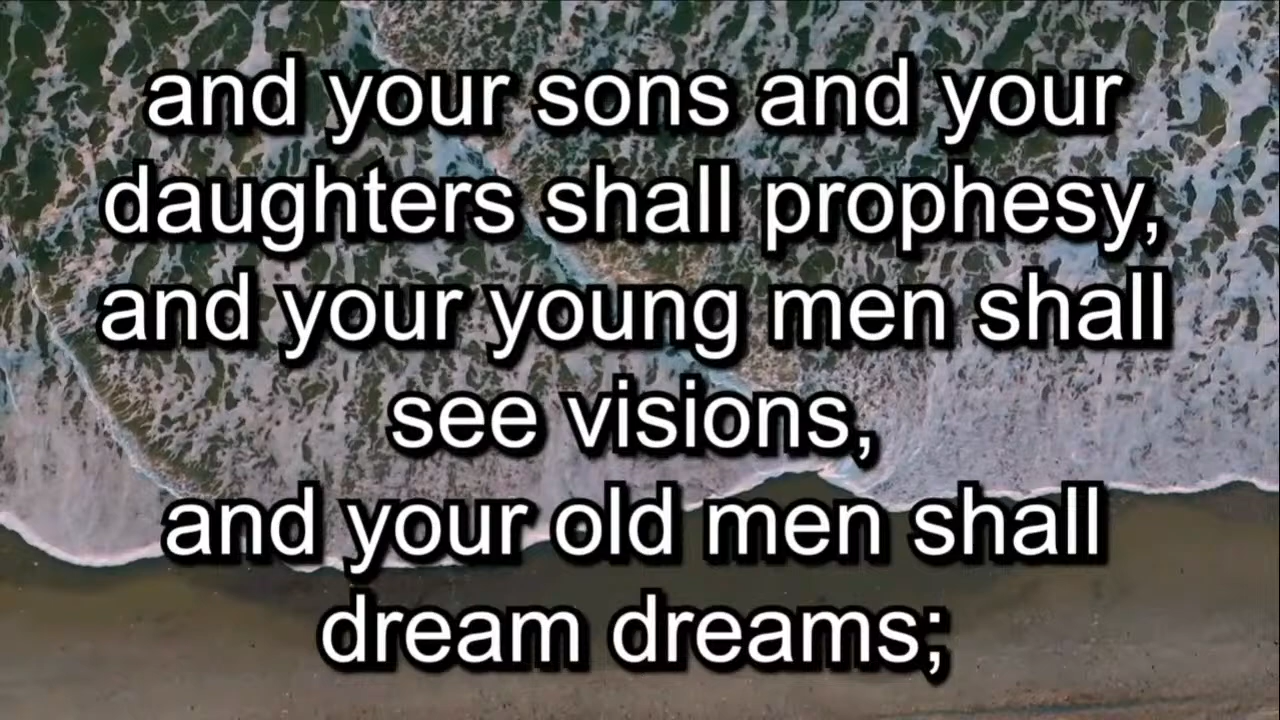 and your sons and your
daughters shall prophesy,
and your young men shall
see visions,
and your old men shall
dream dreams;